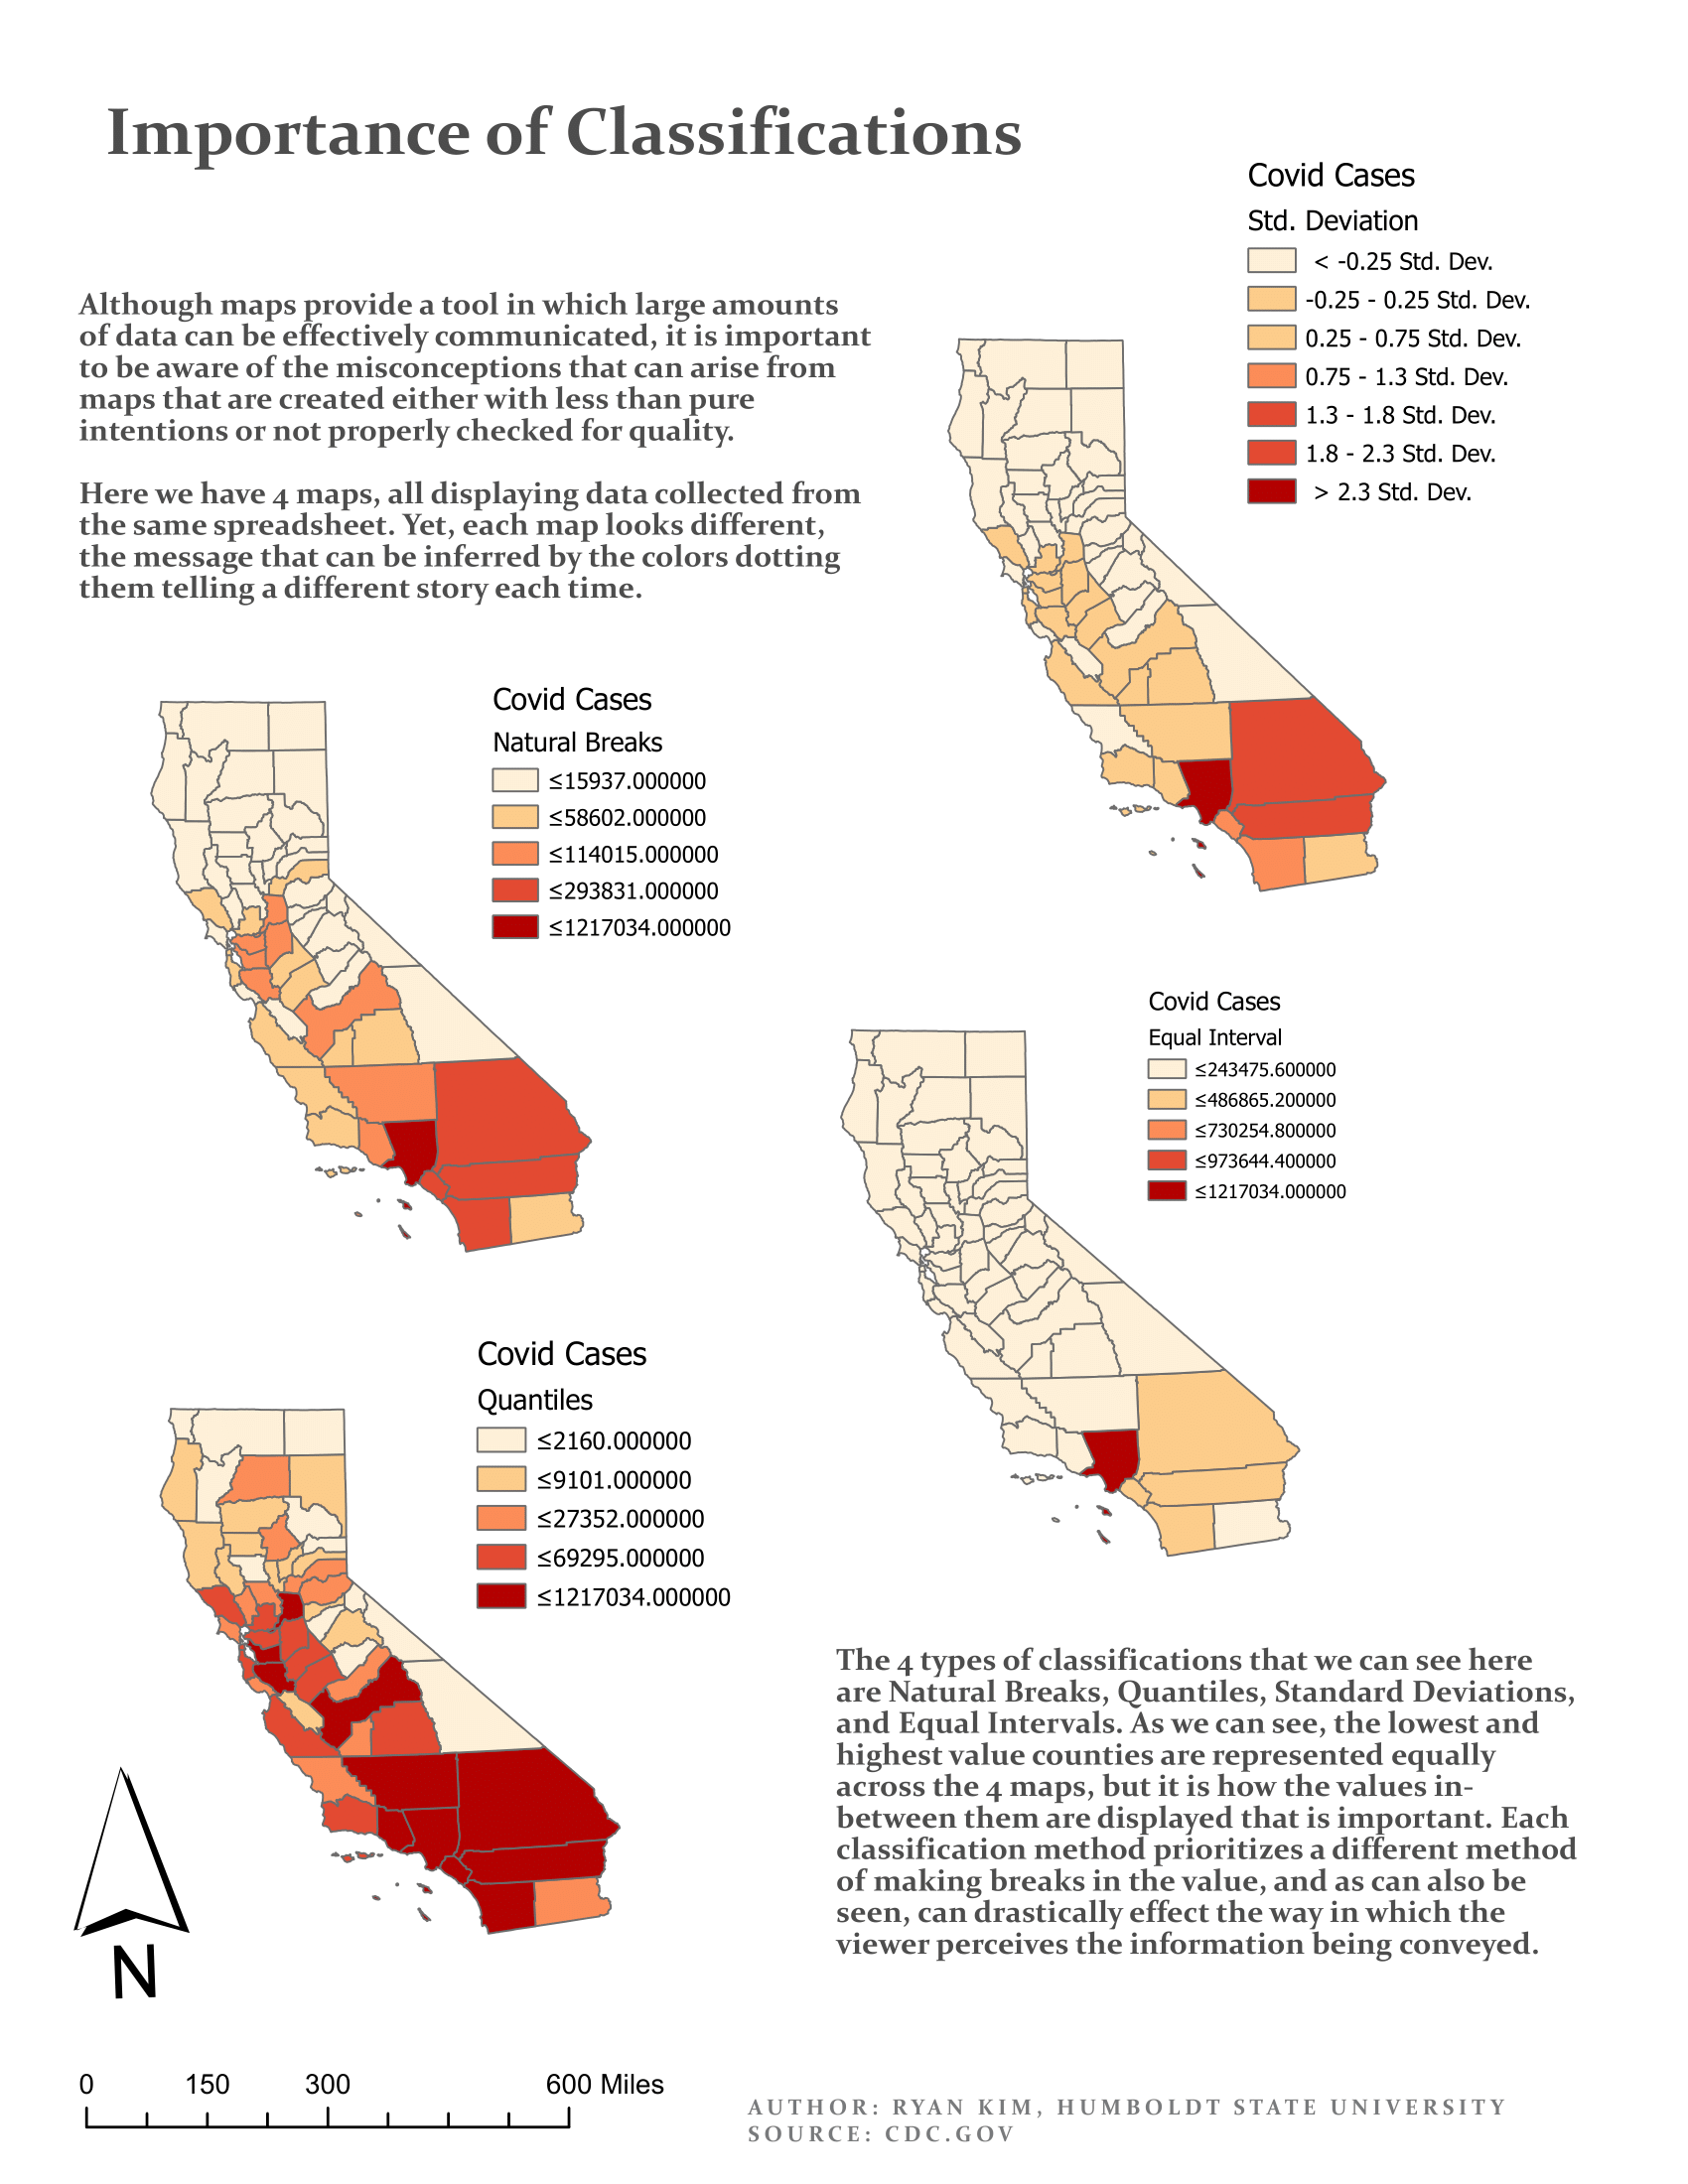 Importance of Classifications
Although maps provide a tool in which large amounts
of data can be effectively communicated, it is important
to be aware of the misconceptions that can arise from
maps that are created either with less than pure
intentions or not properly checked for quality.
Here we have 4 maps, all displaying data collected from
the same spreadsheet. Yet, each map looks different,
the message that can be inferred by the colors dotting
them telling a different story each time.
Covid Cases
Std. Deviation
< -0.25 Std. Dev.
-0.25 - 0.25 Std. Dev.
0.25 - 0.75 Std. Dev.
0.75 - 1.3 Std. Dev.
1.3 - 1.8 Std. Dev.
1.8 - 2.3 Std. Dev.
> 2.3 Std. Dev.
Covid Cases
Natural Breaks
≤15937.000000
≤58602.000000
≤114015.000000
≤293831.000000
≤1217034.000000
Covid Cases
Equal Interval
≤243475.600000
≤486865.200000
≤730254.800000
≤973644.400000
≤1217034.000000
Covid Cases
Quantiles
≤2160.000000
≤9101.000000
≤27352.000000
≤69295.000000
≤1217034.000000
The 4 types of classifications that we can see here
are Natural Breaks, Quantiles, Standard Deviations,
and Equal Intervals. As we can see, the lowest and
highest value counties are represented equally
across the 4 maps, but it is how the values in-
between them are displayed that is important. Each
classification method prioritizes a different method
of making breaks in the value, and as can also be
seen, can drastically effect the way in which the
viewer perceives the information being conveyed.
N
0 150 300 600 Miles
AUTHOR: RYAN KIM, HUMBOLDT STATE UNIVERSITY
SOURCE: CDC.GOV